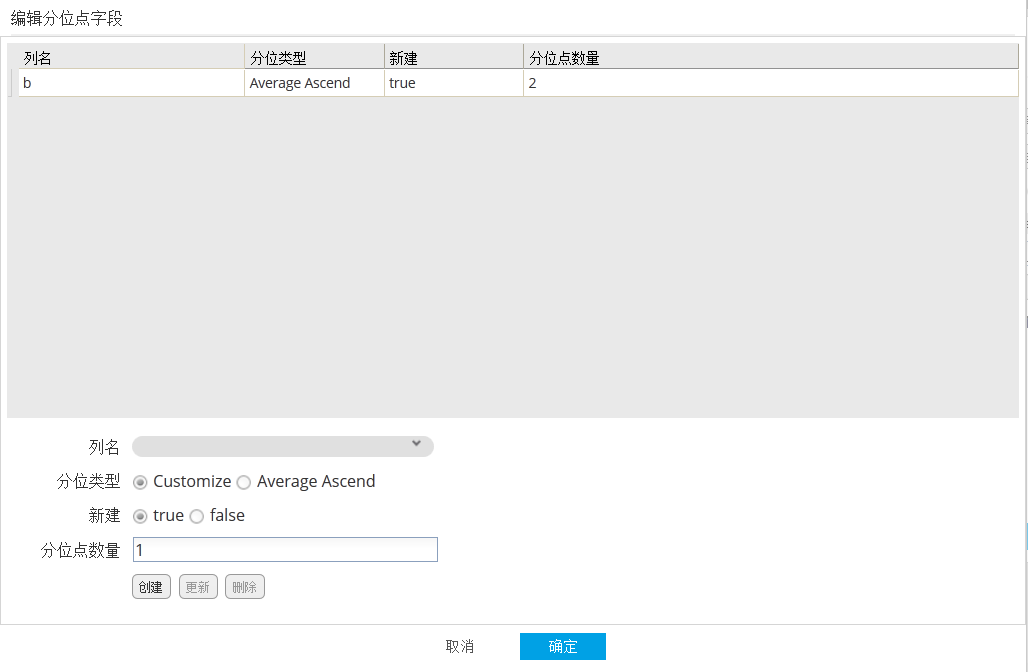 编辑分位点字段
列名 分位类型 新建 分位点数量
b Average Ascend true 2
列名
分位类型 Customize Average Ascend
新建 true false
分位点数量 1
创建 更新 删除
取消 确定